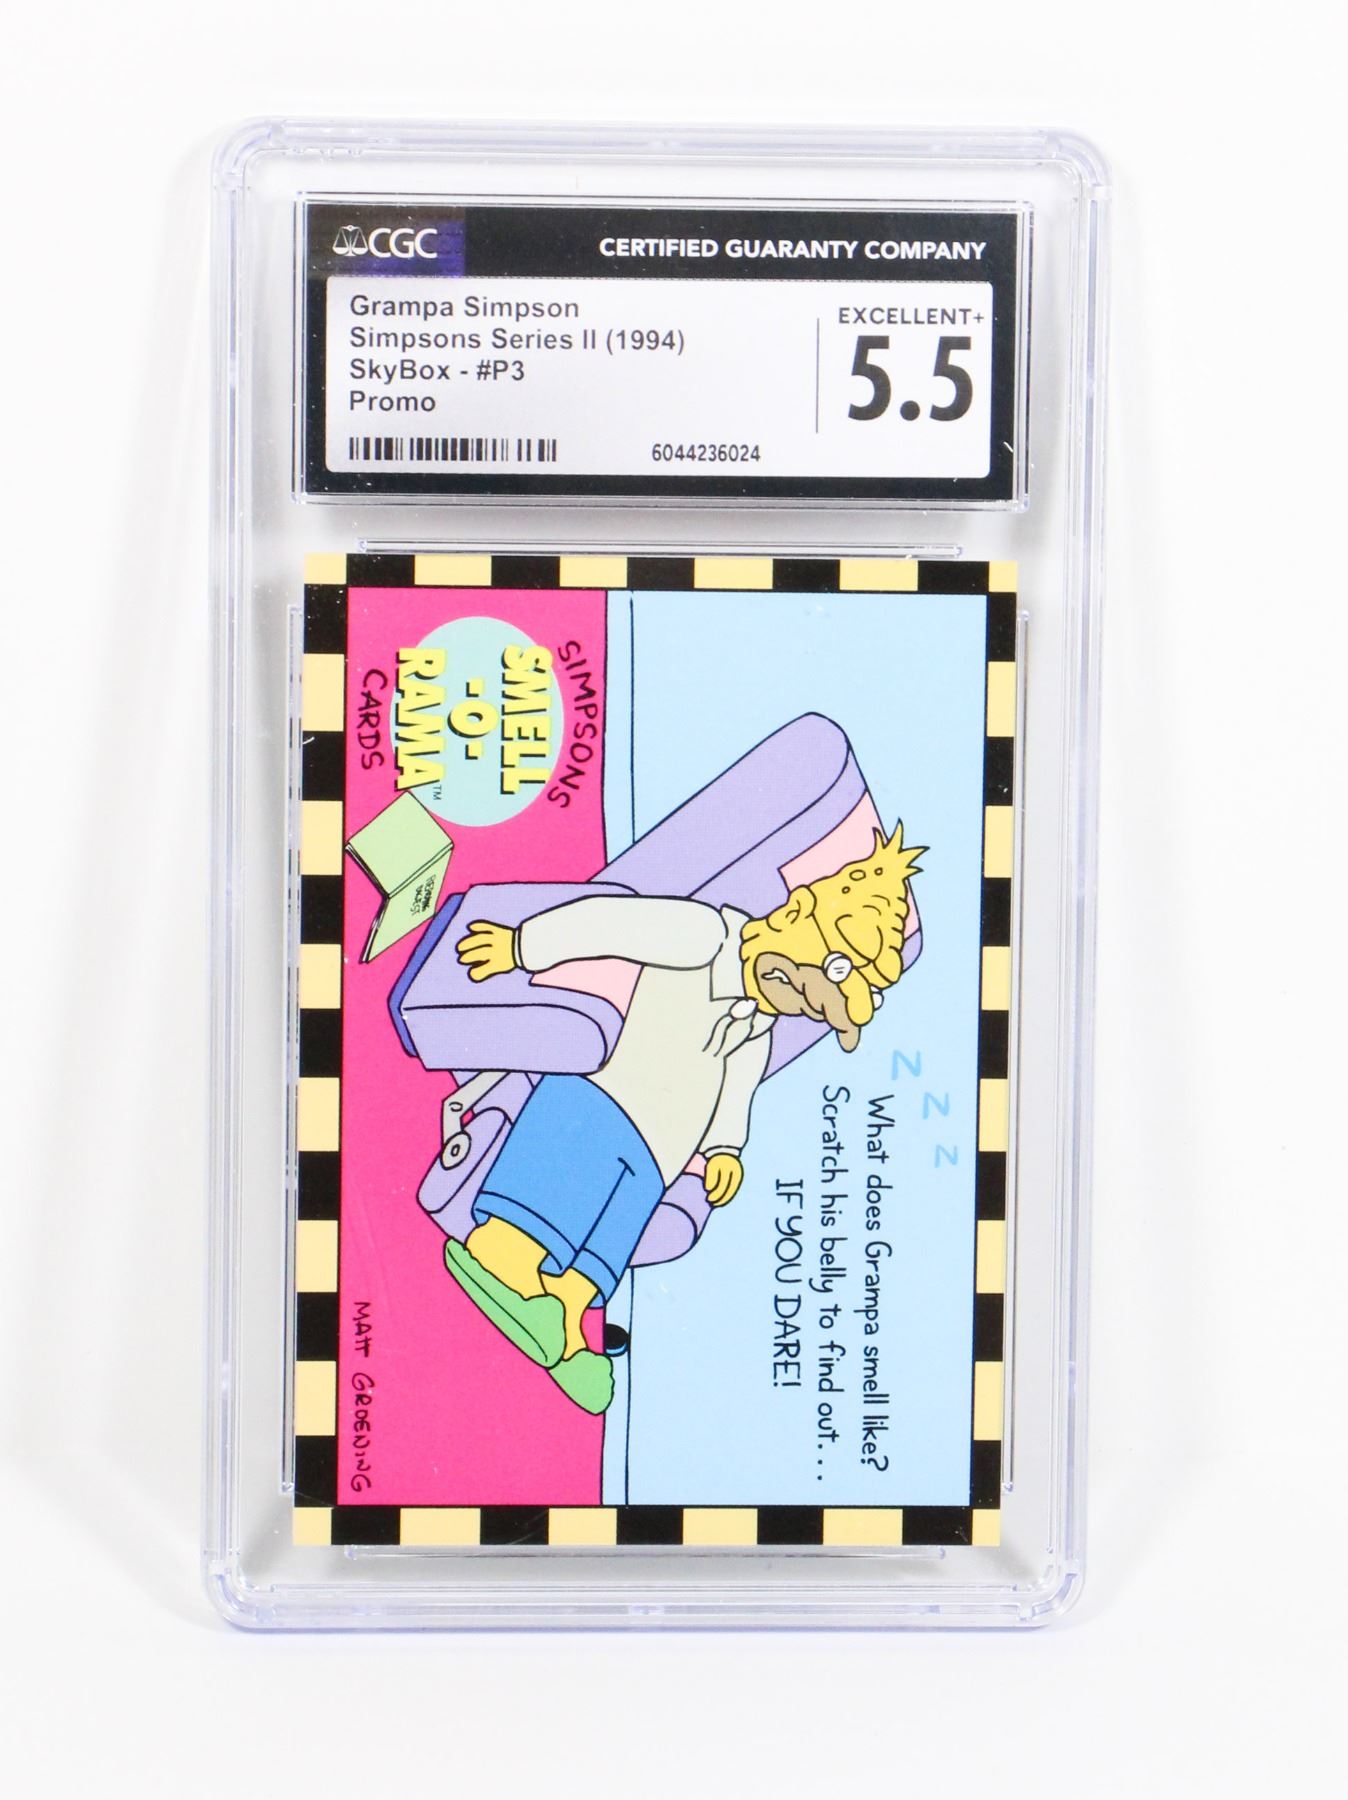 CGC
CERTIFIED GUARANTY COMPANY
Grampa Simpson
Simpsons Series II (1994)
SkyBox - #P3
Promo
EXCELLENT+
5.5
6044236024
Z Z Z
What does Grampa smell like?
Scratch his belly to find out...
IF YOU DARE!
SIMPSONS
SMELL
-O-
RAMA™
CARDS
MATT GROENING